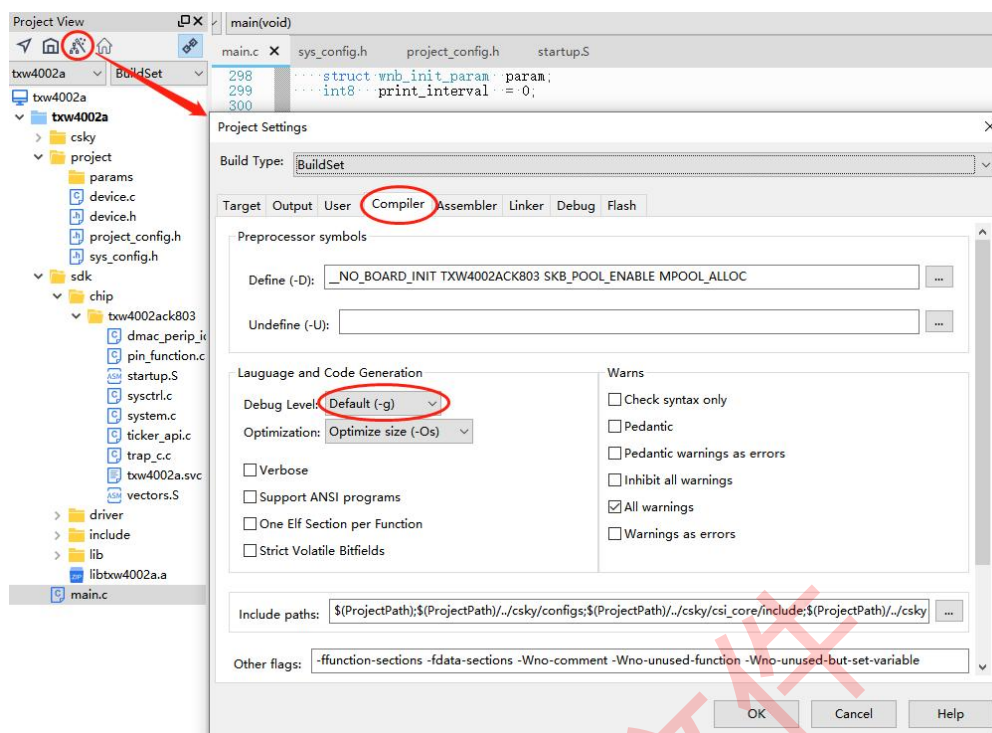 Project View
main(void)
main.c
sys_config.h
project_config.h
startup.S
txw4002a
BuildSet
298 struct wnb_init_param param;
299 int8 print_interval = 0;
300
txw4002a
txw4002a
csky
project
params
device.c
device.h
project_config.h
sys_config.h
sdk
chip
txw4002ack803
dmac_perip_ic
pin_function.c
startup.S
sysctrl.c
system.c
ticker_api.c
trap_c.c
txw4002a.svc
vectors.S
driver
include
lib
libtxw4002a.a
main.c
Project Settings
Build Type: BuildSet
Target Output User Compiler Assembler Linker Debug Flash
Preprocessor symbols
Define (-D): __NO_BOARD_INIT TXW4002ACK803 SKB_POOL_ENABLE MPOOL_ALLOC ...
Undefine (-U): ...
Lauguage and Code Generation
Debug Level: Default (-g)
Optimization: Optimize size (-Os)
Verbose
Support ANSI programs
One Elf Section per Function
Strict Volatile Bitfields
Warns
Check syntax only
Pedantic
Pedantic warnings as errors
Inhibit all warnings
All warnings
Warnings as errors
Include paths: $(ProjectPath);$(ProjectPath)/../csky/configs;$(ProjectPath)/../csky/csi_core/include;$(ProjectPath)/../csky ...
Other flags: -ffunction-sections -fdata-sections -Wno-comment -Wno-unused-function -Wno-unused-but-set-variable
OK Cancel Help